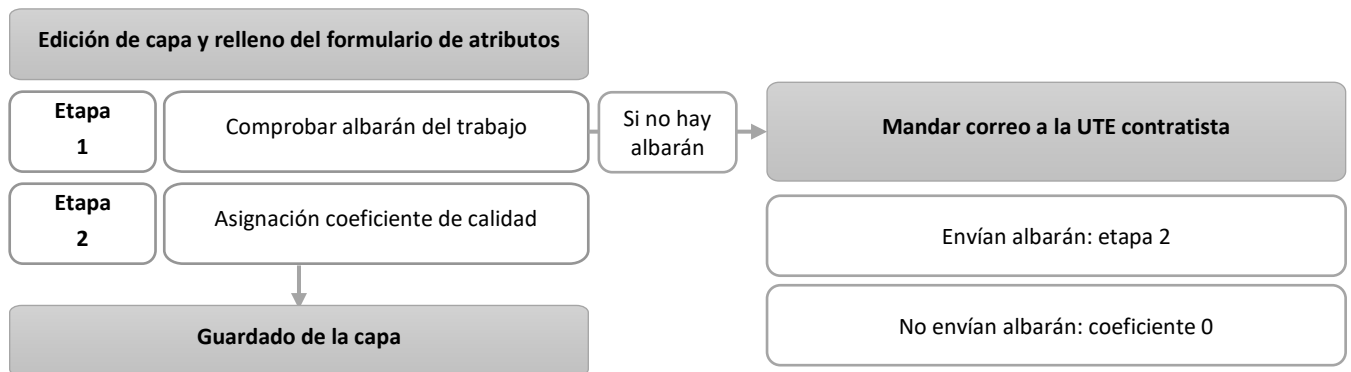 Edición de capa y relleno del formulario de atributos
Etapa
1
Comprobar albarán del trabajo
Si no hay
albarán
Mandar correo a la UTE contratista
Etapa
2
Asignación coeficiente de calidad
Envían albarán: etapa 2
No envían albarán: coeficiente 0
Guardado de la capa